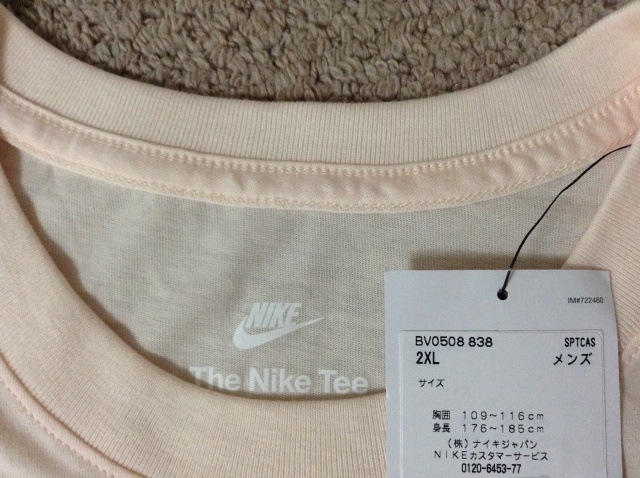 NIKE
The Nike Tee
IM#722460
BV0508 838 SPTCAS
2XL メンズ
サイズ
胸囲 109~116cm
身長 176~185cm
(株)ナイキジャパン
NIKEカスタマーサービス
0120-6453-77